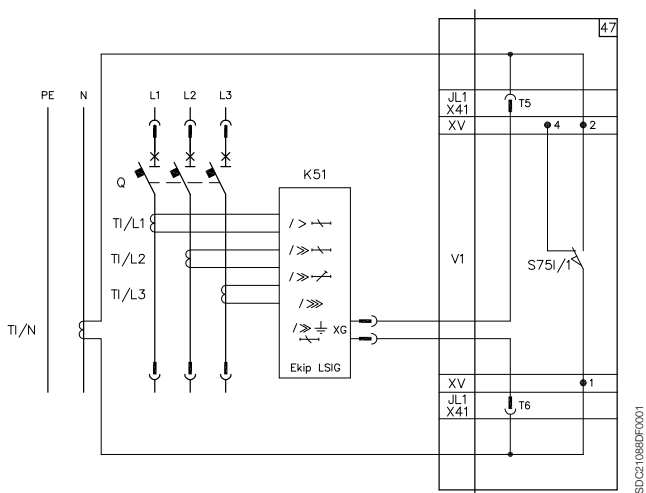 47
PE N L1 L2 L3
JL1
X41
T5
XV
4 2
K51
Q
TI/L1
I>
TI/L2
I≫
V1
S75I/1
I≫
TI/L3
I⋙
TI/N
I≫ XG
Ekip LSIG
XV
1
JL1
X41
T6
SDC21088DF0001